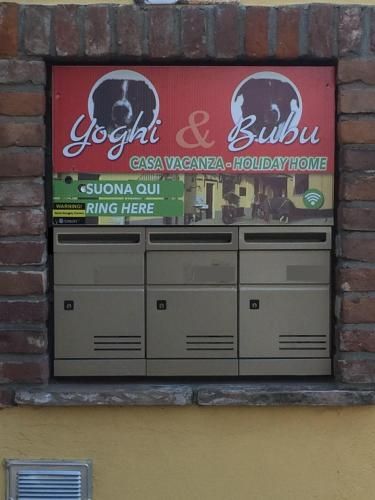 Yoghi & Bubu
CASA VACANZA - HOLIDAY HOME
SUONA QUI
RING HERE
WARNING!